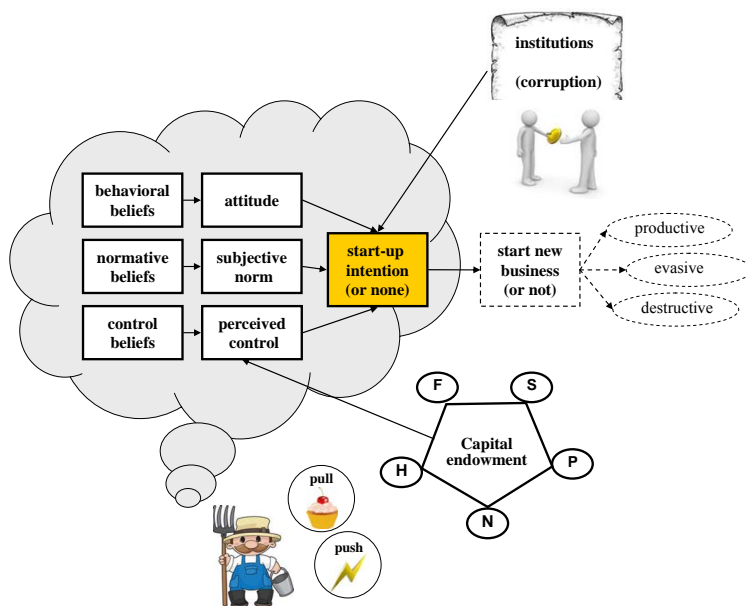 institutions
(corruption)
behavioral
beliefs
attitude
normative
beliefs
subjective
norm
start-up
intention
(or none)
start new
business
(or not)
productive
evasive
destructive
control
beliefs
perceived
control
F
S
Capital
endowment
H
P
N
pull
push